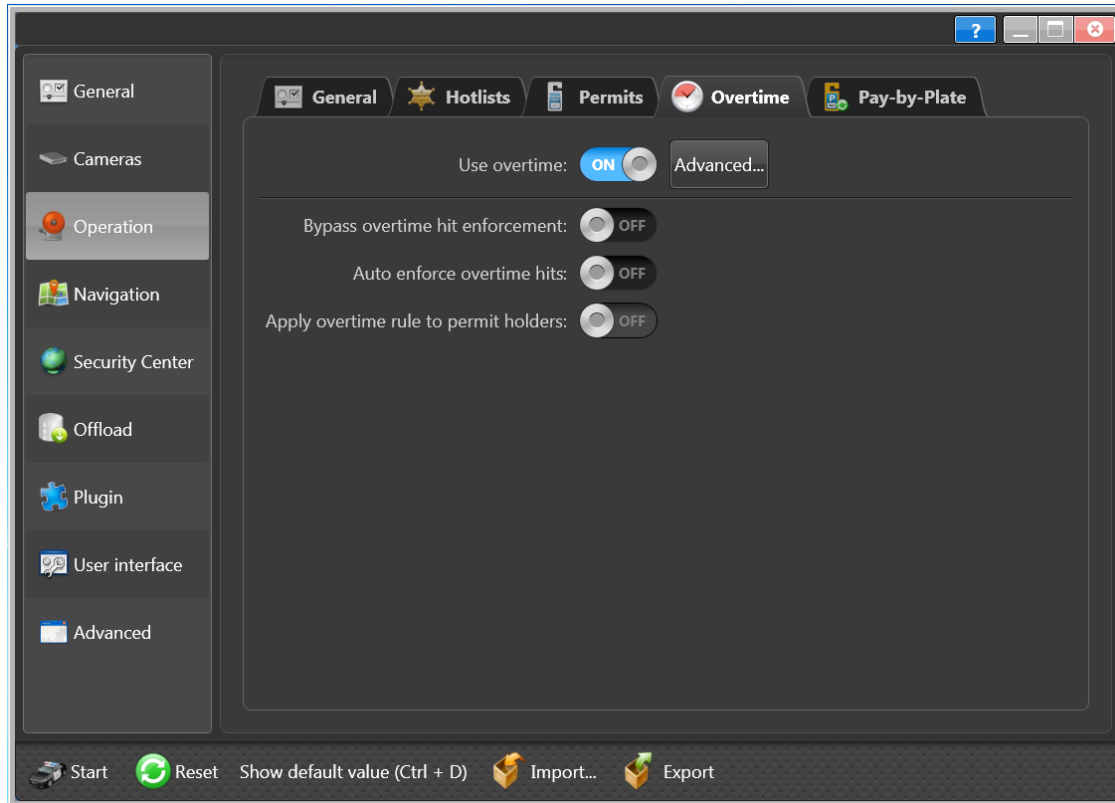 ?
General
Cameras
Operation
Navigation
Security Center
Offload
Plugin
User interface
Advanced
General Hotlists Permits Overtime Pay-by-Plate
Use overtime: ON Advanced...
Bypass overtime hit enforcement: OFF
Auto enforce overtime hits: OFF
Apply overtime rule to permit holders: OFF
Start Reset Show default value (Ctrl + D) Import... Export